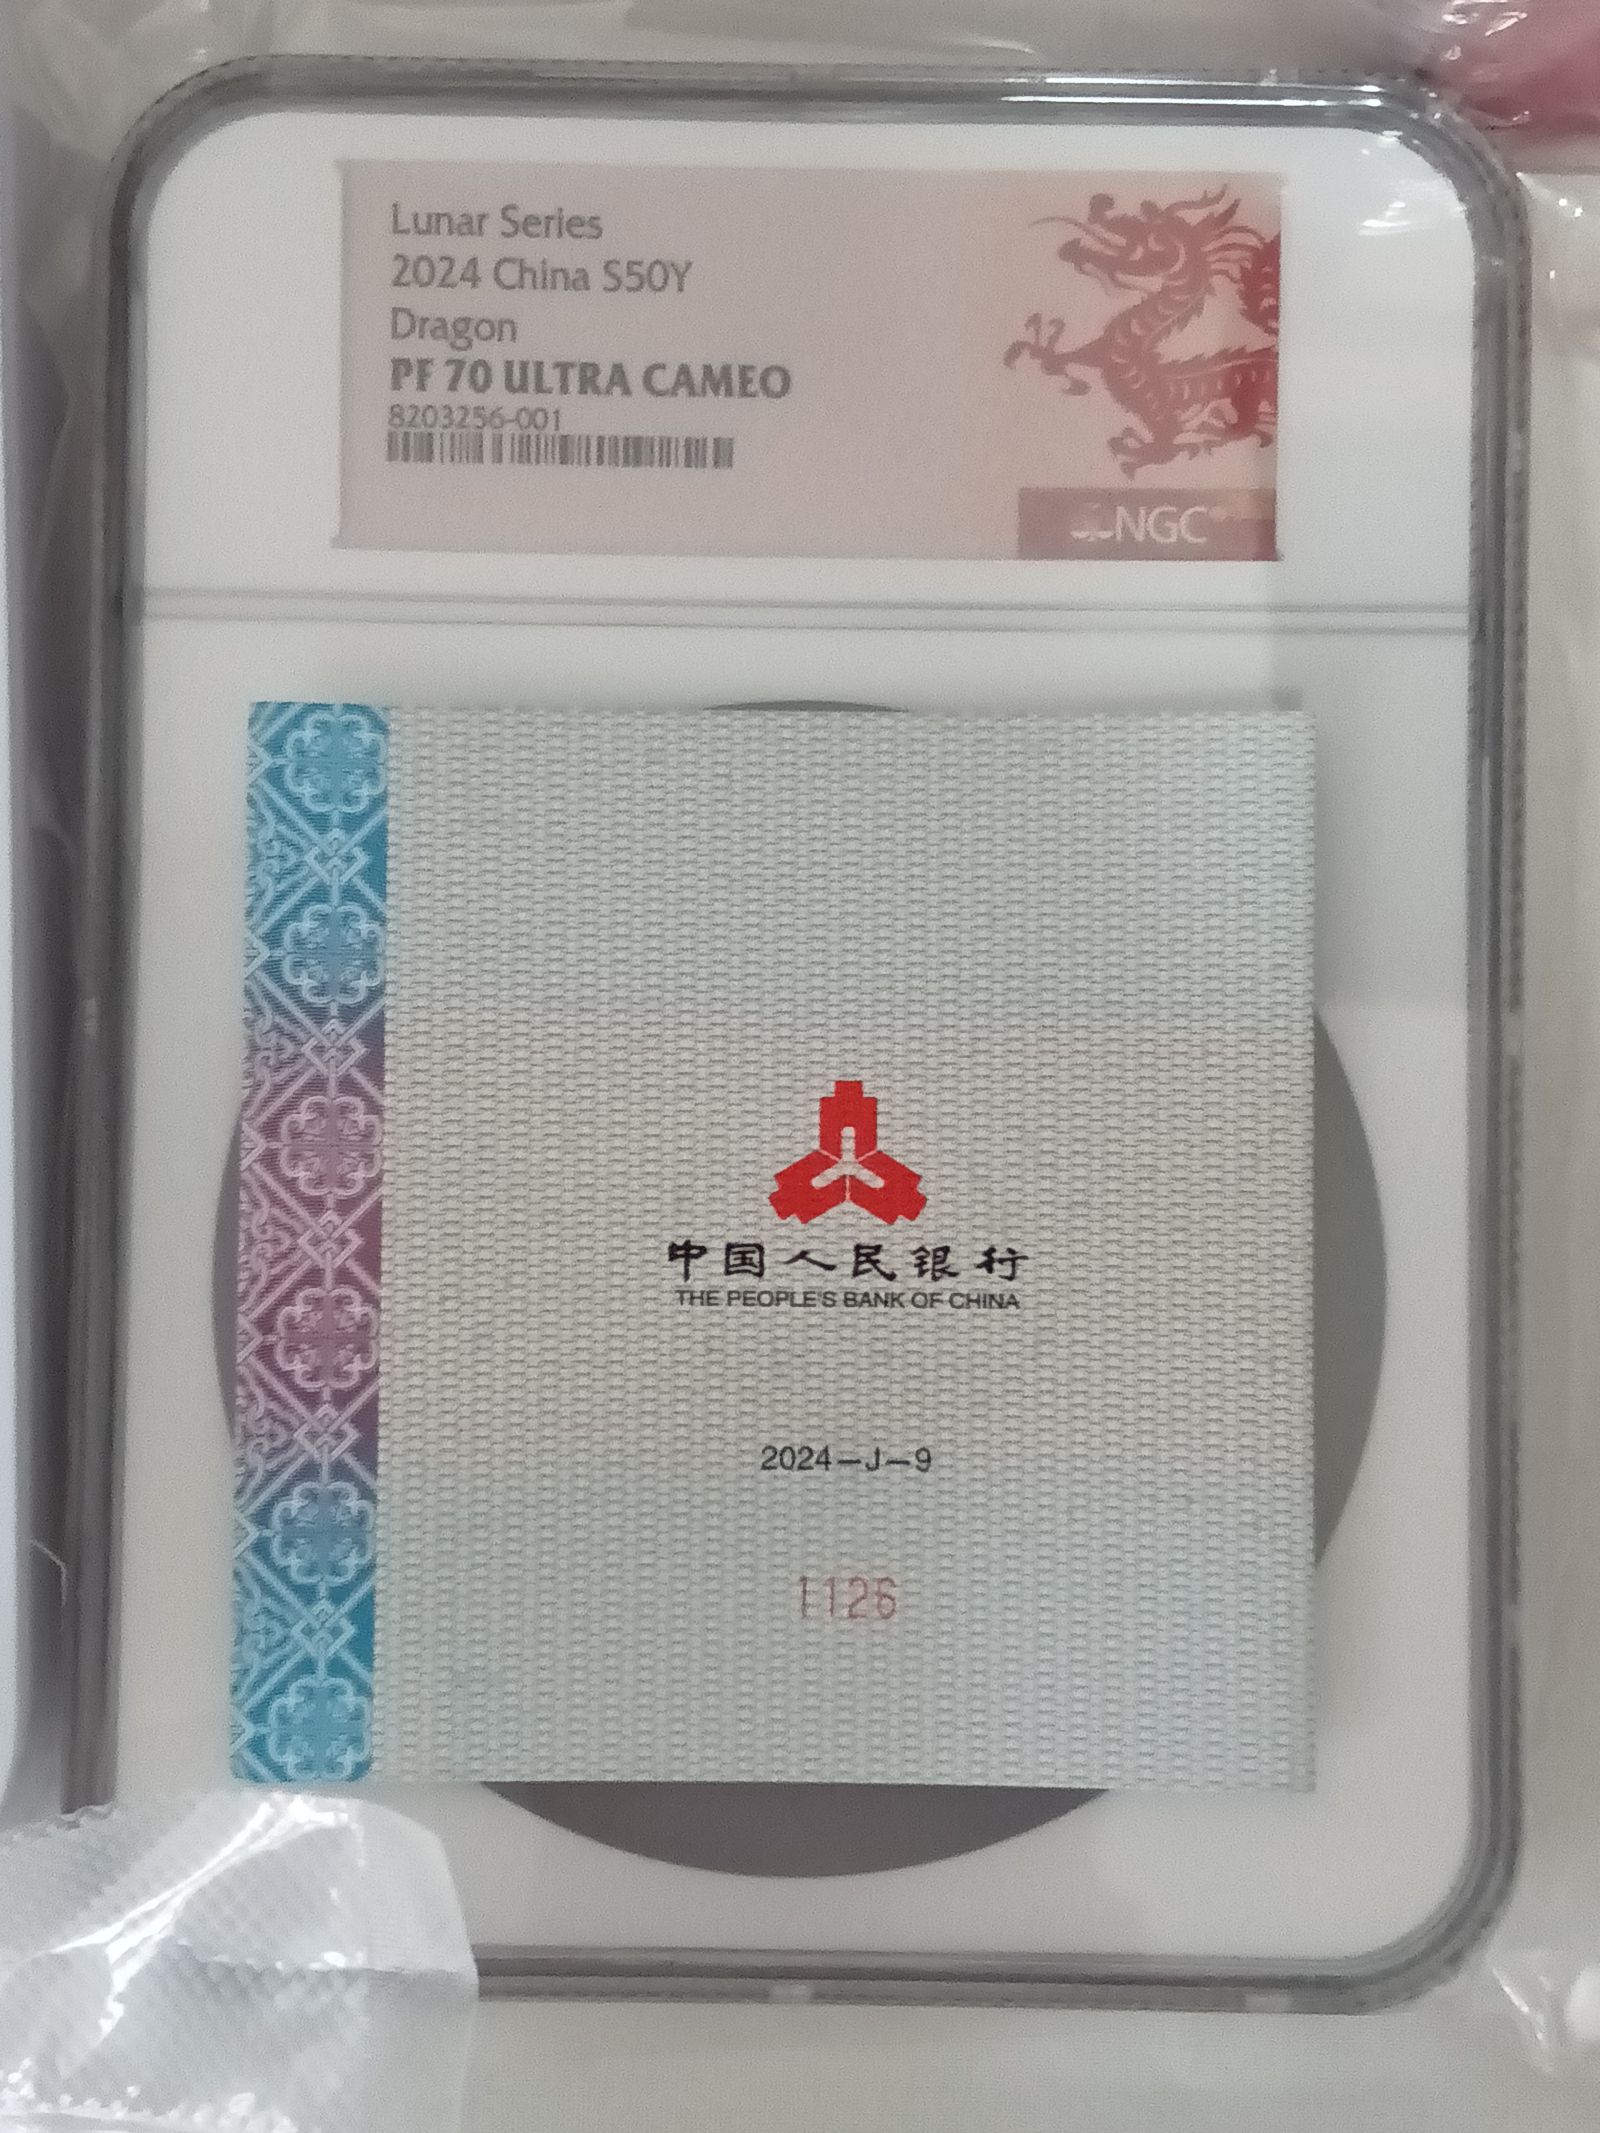 Lunar Series
2024 China S50Y
Dragon
PF 70 ULTRA CAMEO
8203256-001
NGC
中国人民银行
THE PEOPLE'S BANK OF CHINA
2024-J-9
1126